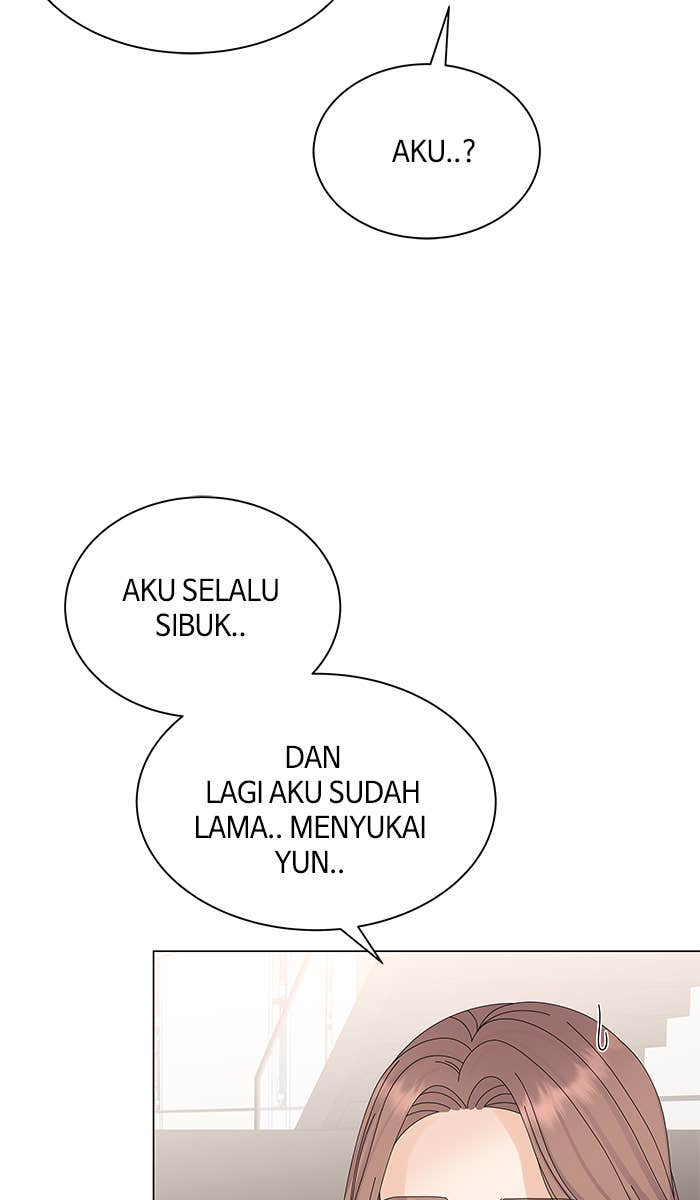 AKU..?
AKU SELALU
SIBUK..
DAN
LAGI AKU SUDAH
LAMA.. MENYUKAI
YUN..